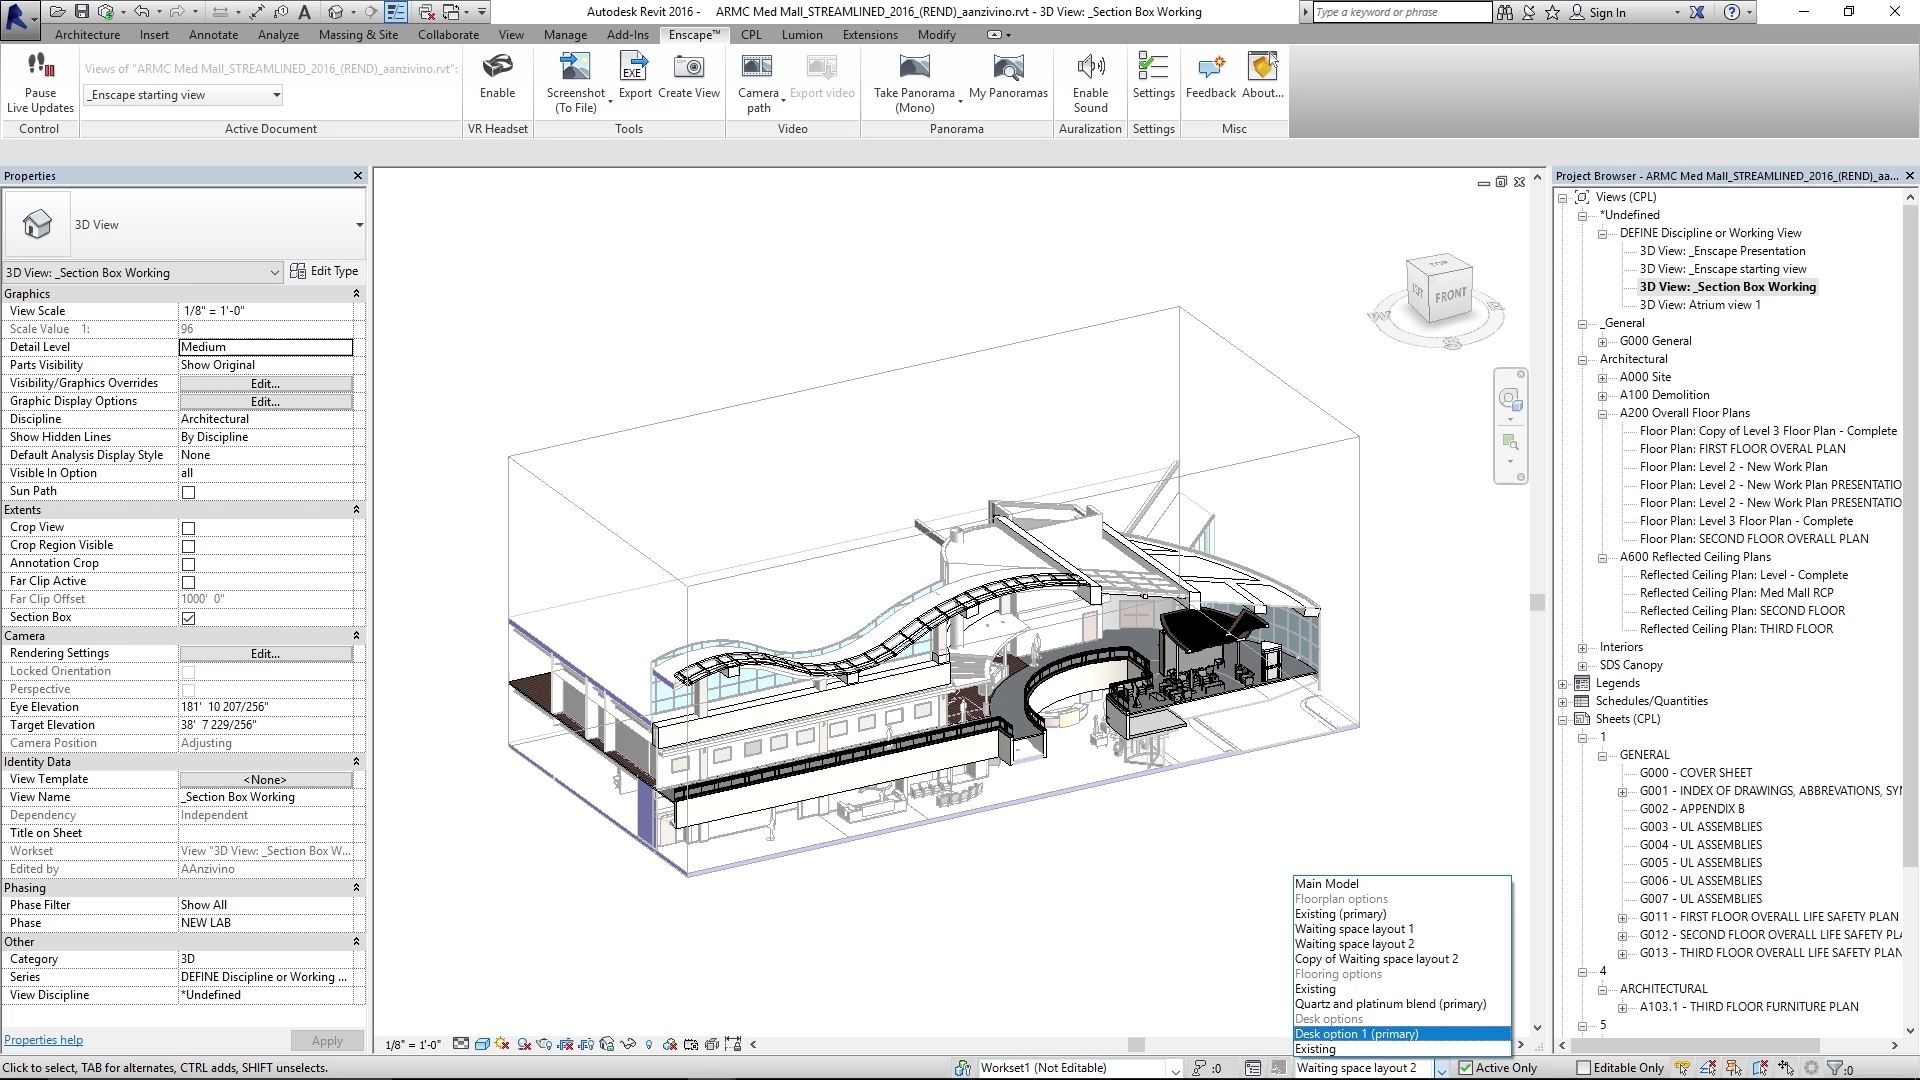 Autodesk Revit 2016 - ARMC Med Mall_STREAMLINED_2016_(REND)_aanzivino.rvt - 3D View: _Section Box Working
Type a keyword or phrase
Sign In
Architecture Insert Annotate Analyze Massing & Site Collaborate View Manage Add-Ins Enscape™ CPL Lumion Extensions Modify
Views of "ARMC Med Mall_STREAMLINED_2016_(REND)_aanzivino.rvt":
_Enscape starting view
Pause
Live Updates
Enable
Screenshot
(To File)
EXE
Export
Create View
Camera
path
Export video
Take Panorama
(Mono)
My Panoramas
Enable
Sound
Settings
Feedback
About...
Control Active Document VR Headset Tools Video Panorama Auralization Settings Misc
Properties
3D View
3D View: _Section Box Working
Edit Type
Graphics
View Scale 1/8" = 1'-0"
Scale Value 1: 96
Detail Level Medium
Parts Visibility Show Original
Visibility/Graphics Overrides Edit...
Graphic Display Options Edit...
Discipline Architectural
Show Hidden Lines By Discipline
Default Analysis Display Style None
Visible In Option all
Sun Path
Extents
Crop View
Crop Region Visible
Annotation Crop
Far Clip Active
Far Clip Offset 1000' 0"
Section Box
Camera
Rendering Settings Edit...
Locked Orientation
Perspective
Eye Elevation 181' 10 207/256"
Target Elevation 38' 7 229/256"
Camera Position Adjusting
Identity Data
View Template <None>
View Name _Section Box Working
Dependency Independent
Title on Sheet
Workset View "3D View: _Section Box W...
Edited by AAnzivino
Phasing
Phase Filter Show All
Phase NEW LAB
Other
Category 3D
Series DEFINE Discipline or Working ...
View Discipline *Undefined
Properties help
Apply
TOP
FRONT
W
Main Model
Floorplan options
Existing (primary)
Waiting space layout 1
Waiting space layout 2
Copy of Waiting space layout 2
Flooring options
Existing
Quartz and platinum blend (primary)
Desk options
Desk option 1 (primary)
Existing
Project Browser - ARMC Med Mall_STREAMLINED_2016_(REND)_aa...
Views (CPL)
*Undefined
DEFINE Discipline or Working View
3D View: _Enscape Presentation
3D View: _Enscape starting view
3D View: _Section Box Working
3D View: Atrium view 1
_General
G000 General
Architectural
A000 Site
A100 Demolition
A200 Overall Floor Plans
Floor Plan: Copy of Level 3 Floor Plan - Complete
Floor Plan: FIRST FLOOR OVERAL PLAN
Floor Plan: Level 2 - New Work Plan
Floor Plan: Level 2 - New Work Plan PRESENTATIO
Floor Plan: Level 2 - New Work Plan PRESENTATIO
Floor Plan: Level 3 Floor Plan - Complete
Floor Plan: SECOND FLOOR OVERALL PLAN
A600 Reflected Ceiling Plans
Reflected Ceiling Plan: Level - Complete
Reflected Ceiling Plan: Med Mall RCP
Reflected Ceiling Plan: SECOND FLOOR
Reflected Ceiling Plan: THIRD FLOOR
Interiors
SDS Canopy
Legends
Schedules/Quantities
Sheets (CPL)
1
GENERAL
G000 - COVER SHEET
G001 - INDEX OF DRAWINGS, ABBREVATIONS, SYI
G002 - APPENDIX B
G003 - UL ASSEMBLIES
G004 - UL ASSEMBLIES
G005 - UL ASSEMBLIES
G006 - UL ASSEMBLIES
G007 - UL ASSEMBLIES
G011 - FIRST FLOOR OVERALL LIFE SAFETY PLAN
G012 - SECOND FLOOR OVERALL LIFE SAFETY PLA
G013 - THIRD FLOOR OVERALL LIFE SAFETY PLAN
4
ARCHITECTURAL
A103.1 - THIRD FLOOR FURNITURE PLAN
5
1/8" = 1'-0"
Click to select, TAB for alternates, CTRL adds, SHIFT unselects.
Workset1 (Not Editable)
:0
Waiting space layout 2
Active Only
Editable Only
:0